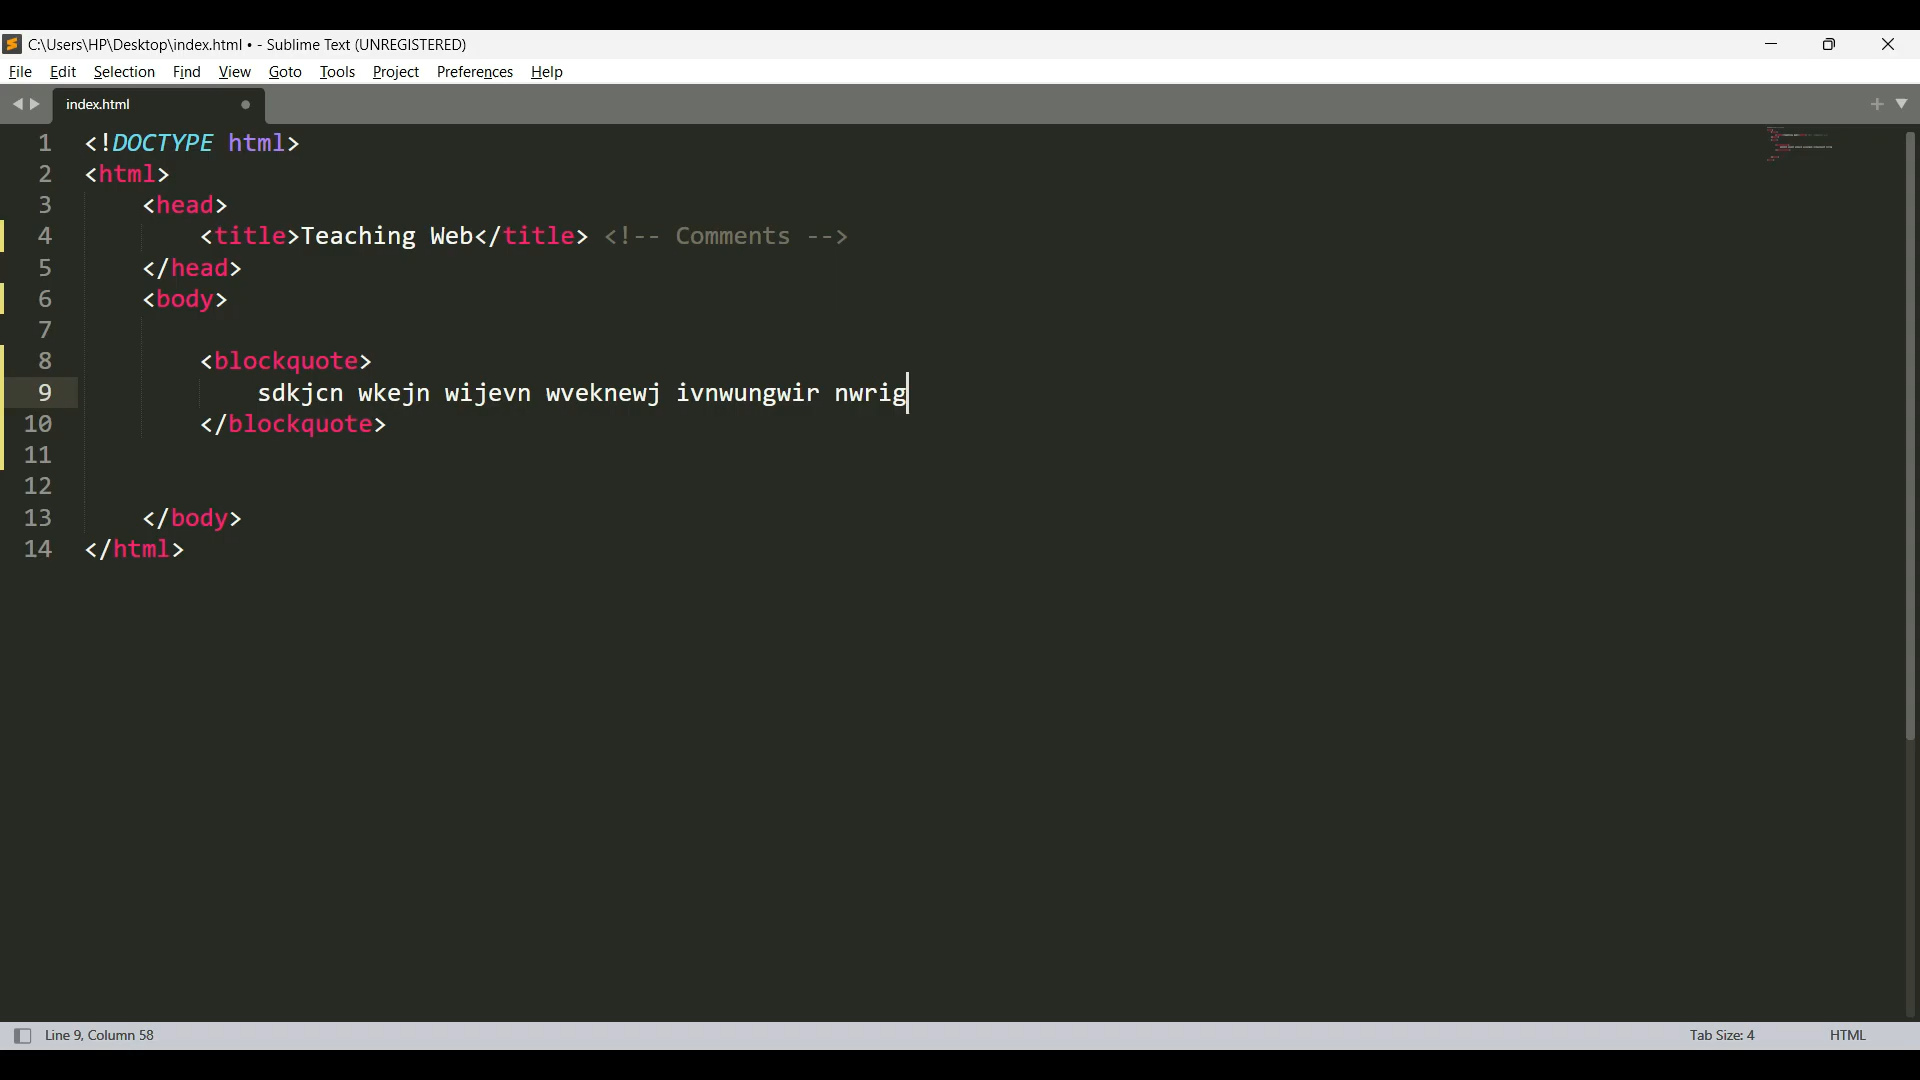 C:\Users\HP\Desktop\index.html • - Sublime Text (UNREGISTERED)
File Edit Selection Find View Goto Tools Project Preferences Help
index.html
1 <!DOCTYPE html>
2 <html>
3 <head>
4 <title>Teaching Web</title> <!-- Comments -->
5 </head>
6 <body>
7
8 <blockquote>
9 sdkjcn wkejn wijevn wveknewj ivnwungwir nwrig
10 </blockquote>
11
12
13 </body>
14 </html>
Line 9, Column 58 Tab Size: 4 HTML